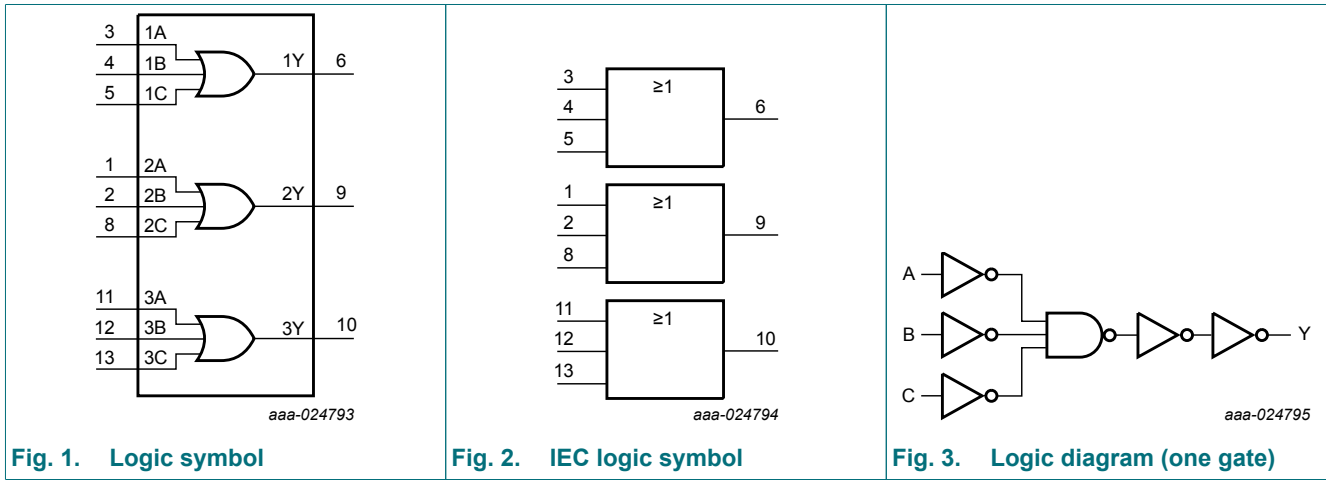 3 1A
4 1B 1Y 6
5 1C
1 2A
2 2B 2Y 9
8 2C
11 3A
12 3B 3Y 10
13 3C
aaa-024793
Fig. 1. Logic symbol
3 ≥1
4 6
5
1 ≥1
2 9
8
11 ≥1
12 10
13
aaa-024794
Fig. 2. IEC logic symbol
A
B Y
C
aaa-024795
Fig. 3. Logic diagram (one gate)